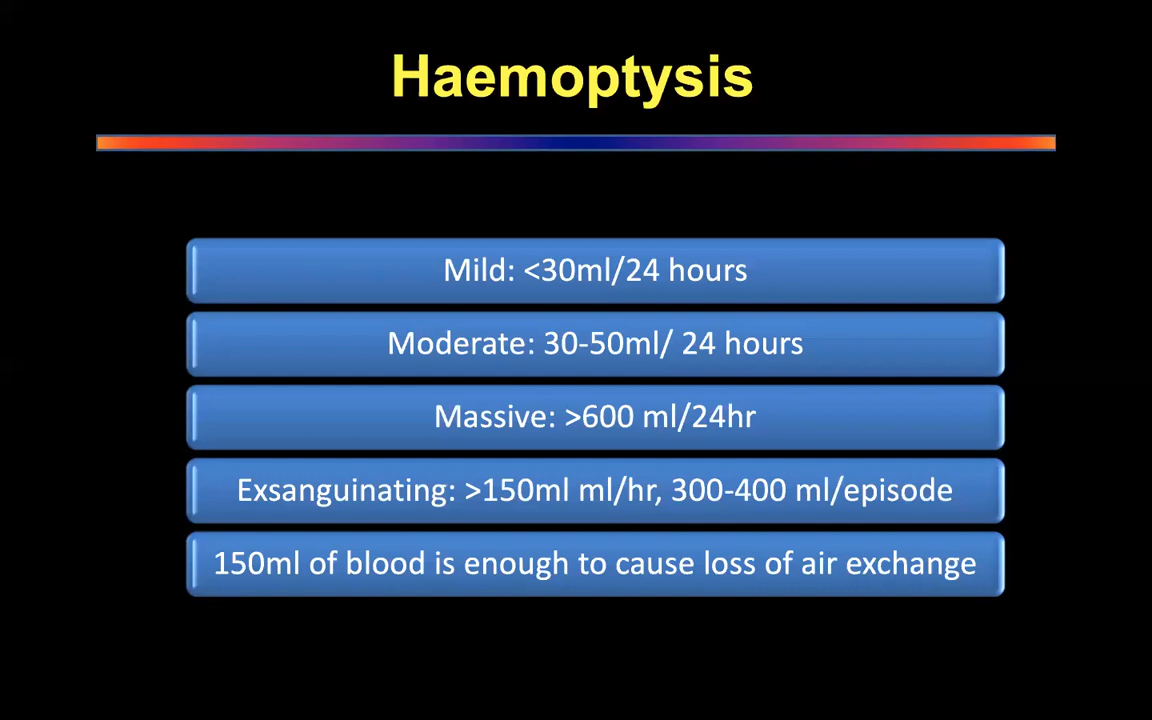 Haemoptysis
Mild: <30ml/24 hours
Moderate: 30-50ml/ 24 hours
Massive: >600 ml/24hr
Exsanguinating: >150ml ml/hr, 300-400 ml/episode
150ml of blood is enough to cause loss of air exchange